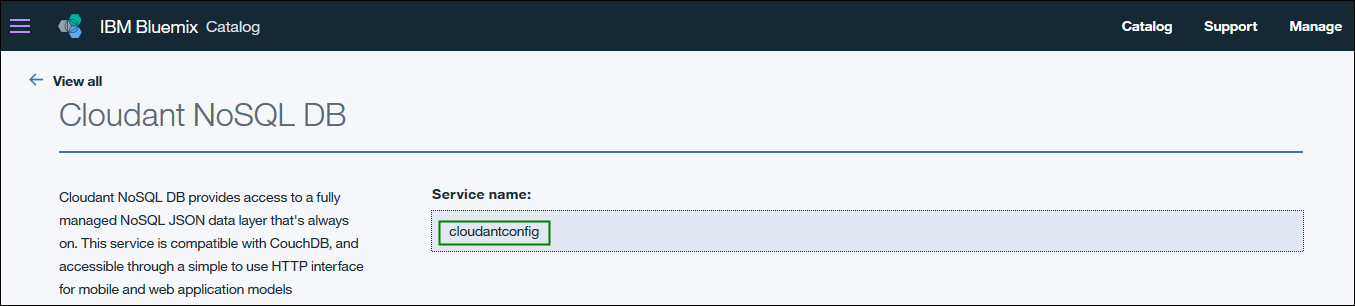 IBM Bluemix Catalog
Catalog Support Manage
View all
Cloudant NoSQL DB
Cloudant NoSQL DB provides access to a fully
managed NoSQL JSON data layer that's always
on. This service is compatible with CouchDB, and
accessible through a simple to use HTTP interface
for mobile and web application models
Service name:
cloudantconfig